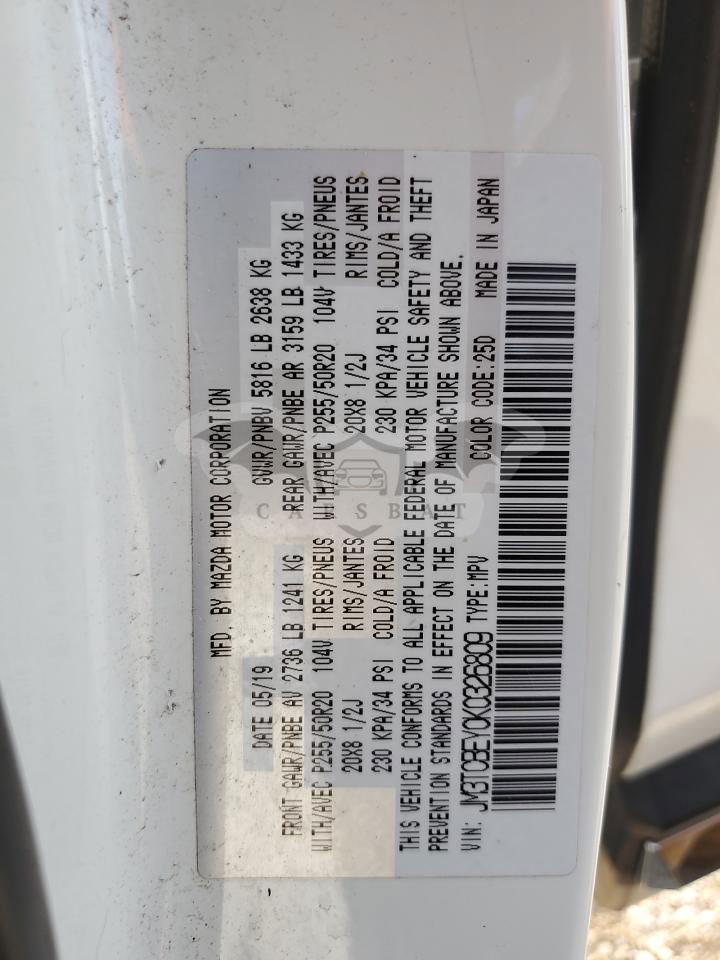 MFD. BY MAZDA MOTOR CORPORATION
DATE 05/19 GVWR/PNBV 5816 LB 2638 KG
FRONT GAWR/PNBE AV 2736 LB 1241 KG REAR GAWR/PNBE AR 3159 LB 1433 KG
WITH/AVEC P255/50R20 104V TIRES/PNEUS WITH/AVEC P255/50R20 104V TIRES/PNEUS
20X8 1/2J RIMS/JANTES 20X8 1/2J RIMS/JANTES
230 KPA/34 PSI COLD/A FROID 230 KPA/34 PSI COLD/A FROID
THIS VEHICLE CONFORMS TO ALL APPLICABLE FEDERAL MOTOR VEHICLE SAFETY AND THEFT
PREVENTION STANDARDS IN EFFECT ON THE DATE OF MANUFACTURE SHOWN ABOVE.
VIN: JM3TCBEY0K0326809 TYPE:MPV COLOR CODE:25D MADE IN JAPAN
CARSBAT